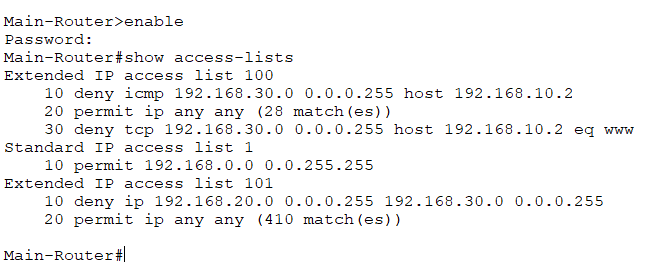 Main-Router>enable
Password:
Main-Router#show access-lists
Extended IP access list 100
    10 deny icmp 192.168.30.0 0.0.0.255 host 192.168.10.2
    20 permit ip any any (28 match(es))
    30 deny tcp 192.168.30.0 0.0.0.255 host 192.168.10.2 eq www
Standard IP access list 1
    10 permit 192.168.0.0 0.0.255.255
Extended IP access list 101
    10 deny ip 192.168.20.0 0.0.0.255 192.168.30.0 0.0.0.255
    20 permit ip any any (410 match(es))
Main-Router#